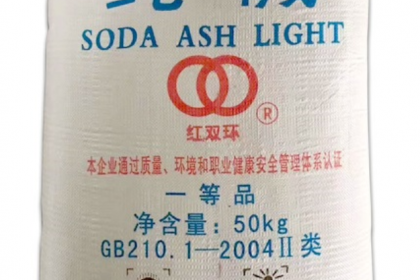 SODA ASH LIGHT
®
红双环
本企业通过质量、环境和职业健康安全管理体系认证
一等品
净含量：50kg
GB210.1—2004Ⅱ类